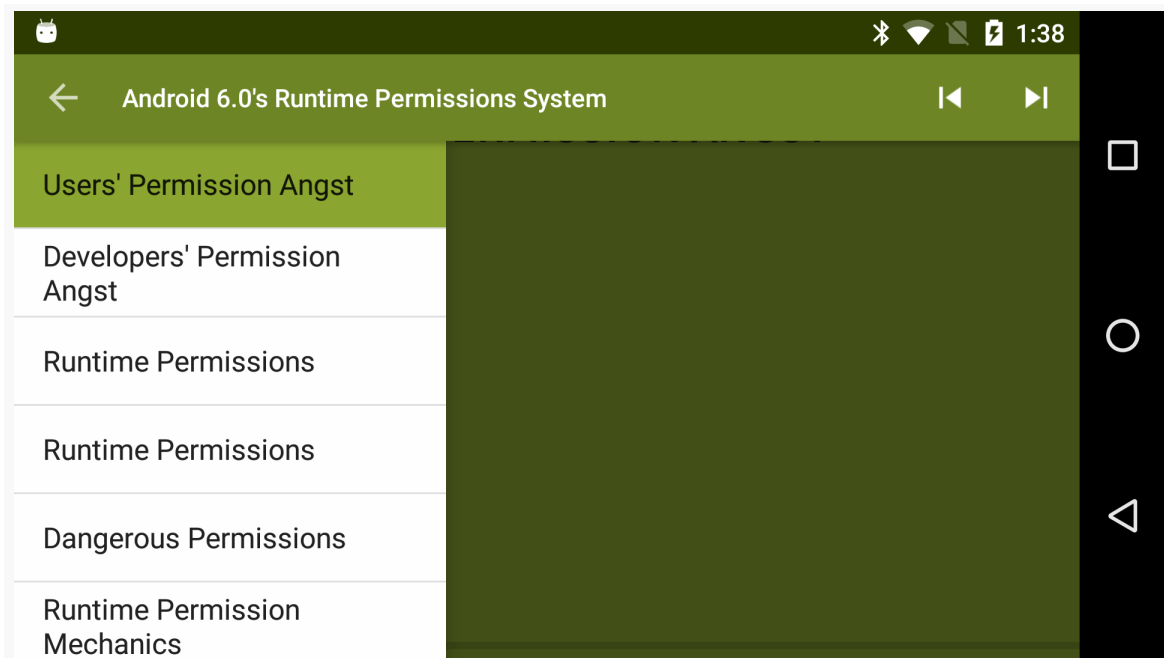 1:38
Android 6.0's Runtime Permissions System
Users' Permission Angst
Developers' Permission
Angst
Runtime Permissions
Runtime Permissions
Dangerous Permissions
Runtime Permission
Mechanics